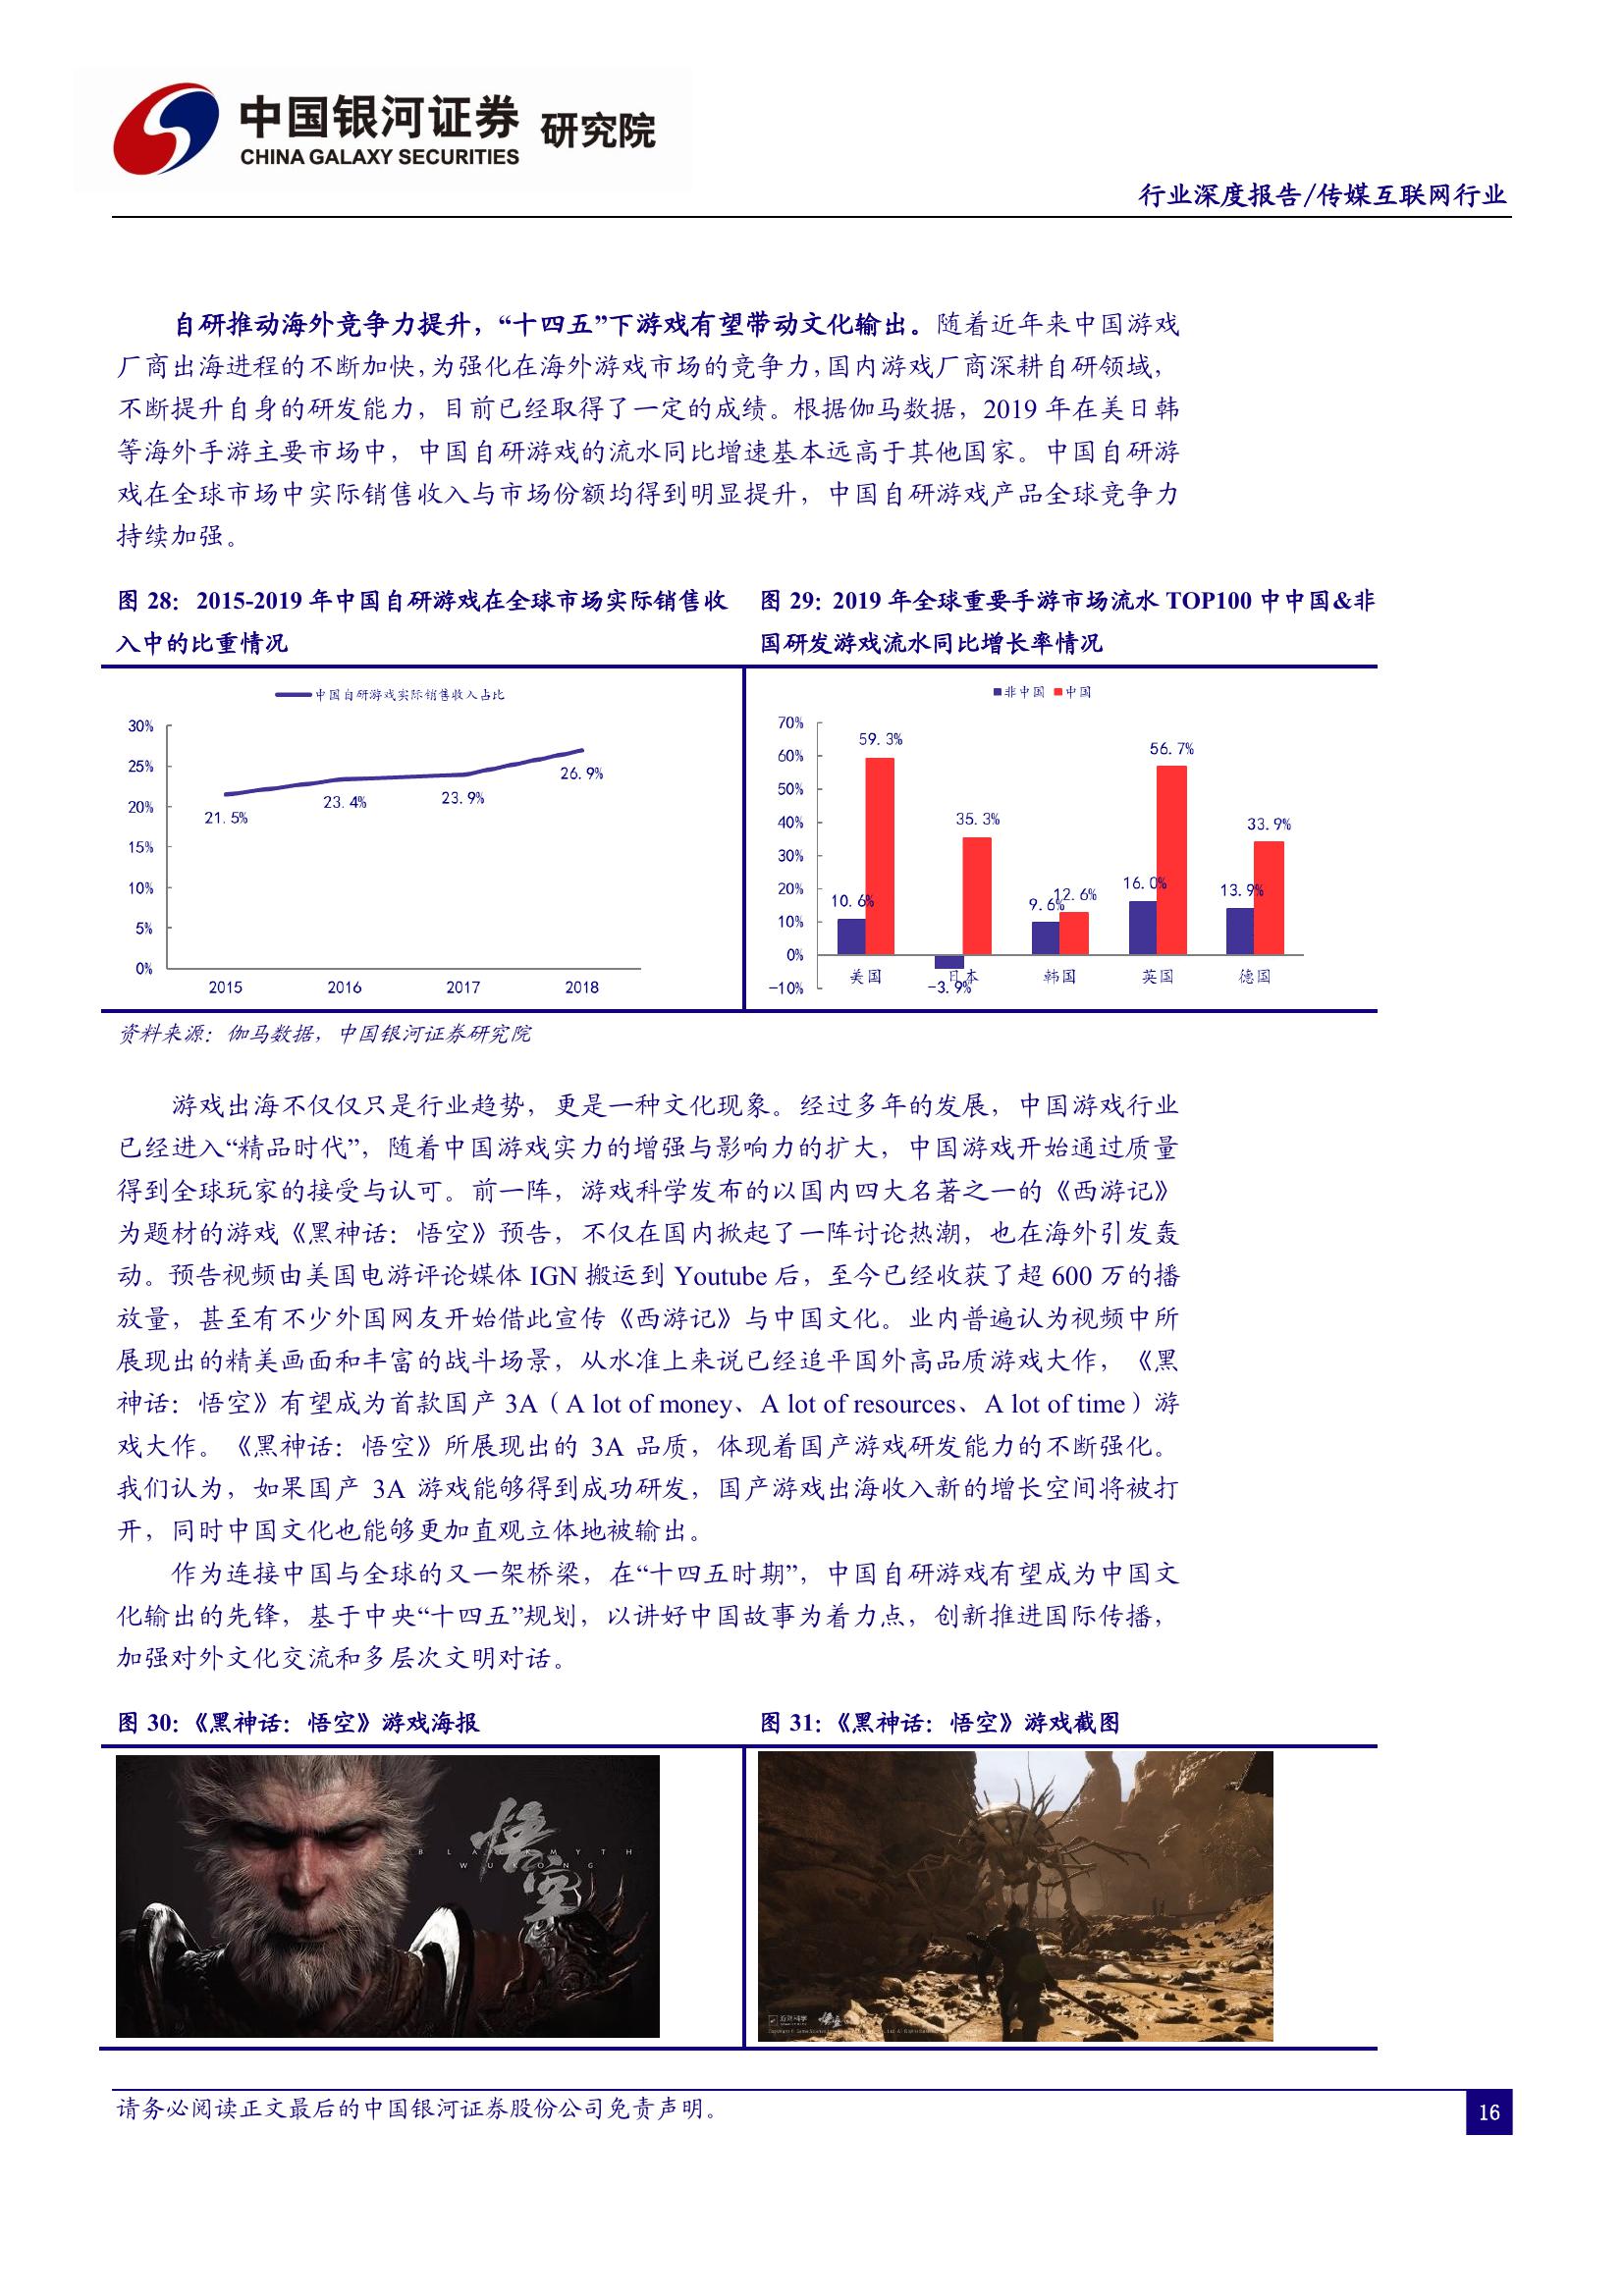 中国银河证券 研究院
CHINA GALAXY SECURITIES
行业深度报告/传媒互联网行业
自研推动海外竞争力提升，“十四五”下游戏有望带动文化输出。随着近年来中国游戏
厂商出海进程的不断加快，为强化在海外游戏市场的竞争力，国内游戏厂商深耕自研领域，
不断提升自身的研发能力，目前已经取得了一定的成绩。根据伽马数据，2019 年在美日韩
等海外手游主要市场中，中国自研游戏的流水同比增速基本远高于其他国家。中国自研游
戏在全球市场中实际销售收入与市场份额均得到明显提升，中国自研游戏产品全球竞争力
持续加强。
图 28：2015-2019 年中国自研游戏在全球市场实际销售收
入中的比重情况
中国自研游戏实际销售收入占比
30%
25%
20%
15%
10%
5%
0%
21.5%
23.4%
23.9%
26.9%
2015 2016 2017 2018
图 29：2019 年全球重要手游市场流水 TOP100 中中国&非
国研发游戏流水同比增长率情况
非中国 中国
70%
60%
50%
40%
30%
20%
10%
0%
-10%
10.6% 59.3%
-3.9% 35.3%
9.6% 12.6%
16.0% 56.7%
13.9% 33.9%
美国 日本 韩国 英国 德国
资料来源：伽马数据，中国银河证券研究院
游戏出海不仅仅只是行业趋势，更是一种文化现象。经过多年的发展，中国游戏行业
已经进入“精品时代”，随着中国游戏实力的增强与影响力的扩大，中国游戏开始通过质量
得到全球玩家的接受与认可。前一阵，游戏科学发布的以国内四大名著之一的《西游记》
为题材的游戏《黑神话：悟空》预告，不仅在国内掀起了一阵讨论热潮，也在海外引发轰
动。预告视频由美国电游评论媒体 IGN 搬运到 Youtube 后，至今已经收获了超 600 万的播
放量，甚至有不少外国网友开始借此宣传《西游记》与中国文化。业内普遍认为视频中所
展现出的精美画面和丰富的战斗场景，从水准上来说已经追平国外高品质游戏大作，《黑
神话：悟空》有望成为首款国产 3A（A lot of money、A lot of resources、A lot of time）游
戏大作。《黑神话：悟空》所展现出的 3A 品质，体现着国产游戏研发能力的不断强化。
我们认为，如果国产 3A 游戏能够得到成功研发，国产游戏出海收入新的增长空间将被打
开，同时中国文化也能够更加直观立体地被输出。
作为连接中国与全球的又一架桥梁，在“十四五时期”，中国自研游戏有望成为中国文
化输出的先锋，基于中央“十四五”规划，以讲好中国故事为着力点，创新推进国际传播，
加强对外文化交流和多层次文明对话。
图 30：《黑神话：悟空》游戏海报
悟空
BLACK MYTH
WUKONG
图 31：《黑神话：悟空》游戏截图
游戏科学 悟空
请务必阅读正文最后的中国银河证券股份公司免责声明。
16